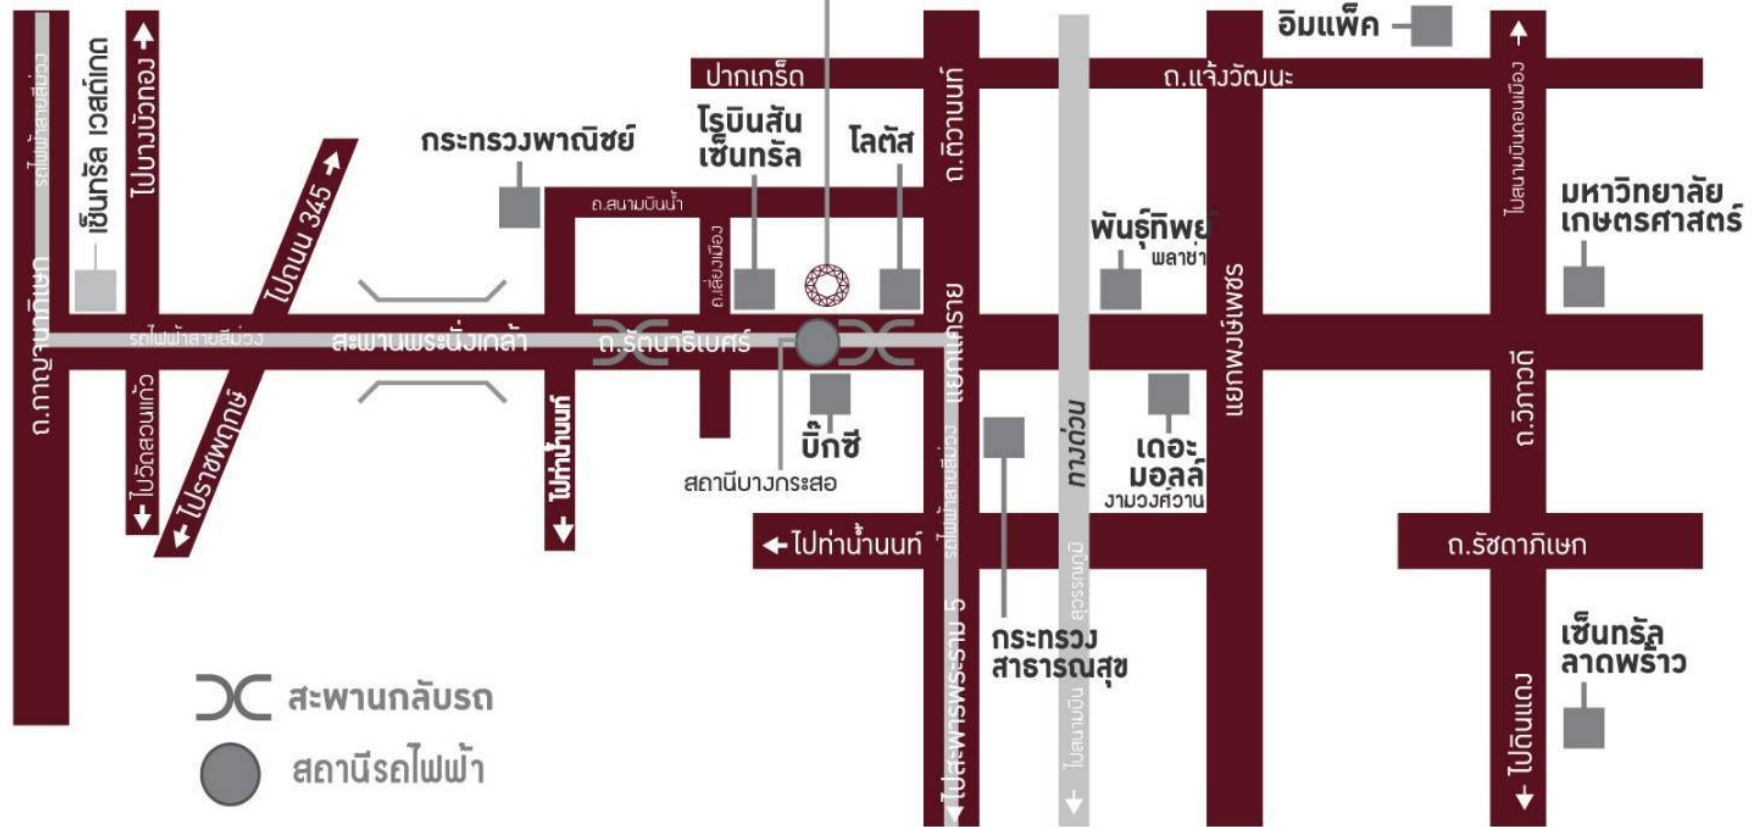 อิมแพ็ค
ปากเกร็ด
ถ.แจ้งวัฒนะ
รถไฟฟ้าสายสีม่วง
เซ็นทรัล เวสต์เกต
ไปบางบัวทอง
ไปถนน 345
กระทรวงพาณิชย์
โรบินสัน
เซ็นทรัล
โลตัส
ถ.ติวานนท์
ไปสนามบินดอนเมือง
มหาวิทยาลัย
เกษตรศาสตร์
ถ.สนามบินน้ำ
ถ.เลี่ยงเมือง
พันธุ์ทิพย์
พลาซ่า
ถ.กาญจนาภิเษก
รถไฟฟ้าสายสีม่วง
สะพานพระนั่งเกล้า
ถ.รัตนาธิเบศร์
แยกแคราย
แยกพงษ์เพชร
ถ.วิภาวดี
ไปวัดสวนแก้ว
ไปราชพฤกษ์
ไปท่าน้ำนนท์
บิ๊กซี
สถานีบางกระสอ
รถไฟฟ้าสายสีม่วง
ทางด่วน
เดอะ
มอลล์
งามวงศ์วาน
ไปท่าน้ำนนท์
ถ.รัชดาภิเษก
ไปสะพารพระราม 5
กระทรวง
สาธารณสุข
ไปสนามบิน สุวรรณภูมิ
เซ็นทรัล
ลาดพร้าว
ไปดินแดง
สะพานกลับรถ
สถานีรถไฟฟ้า